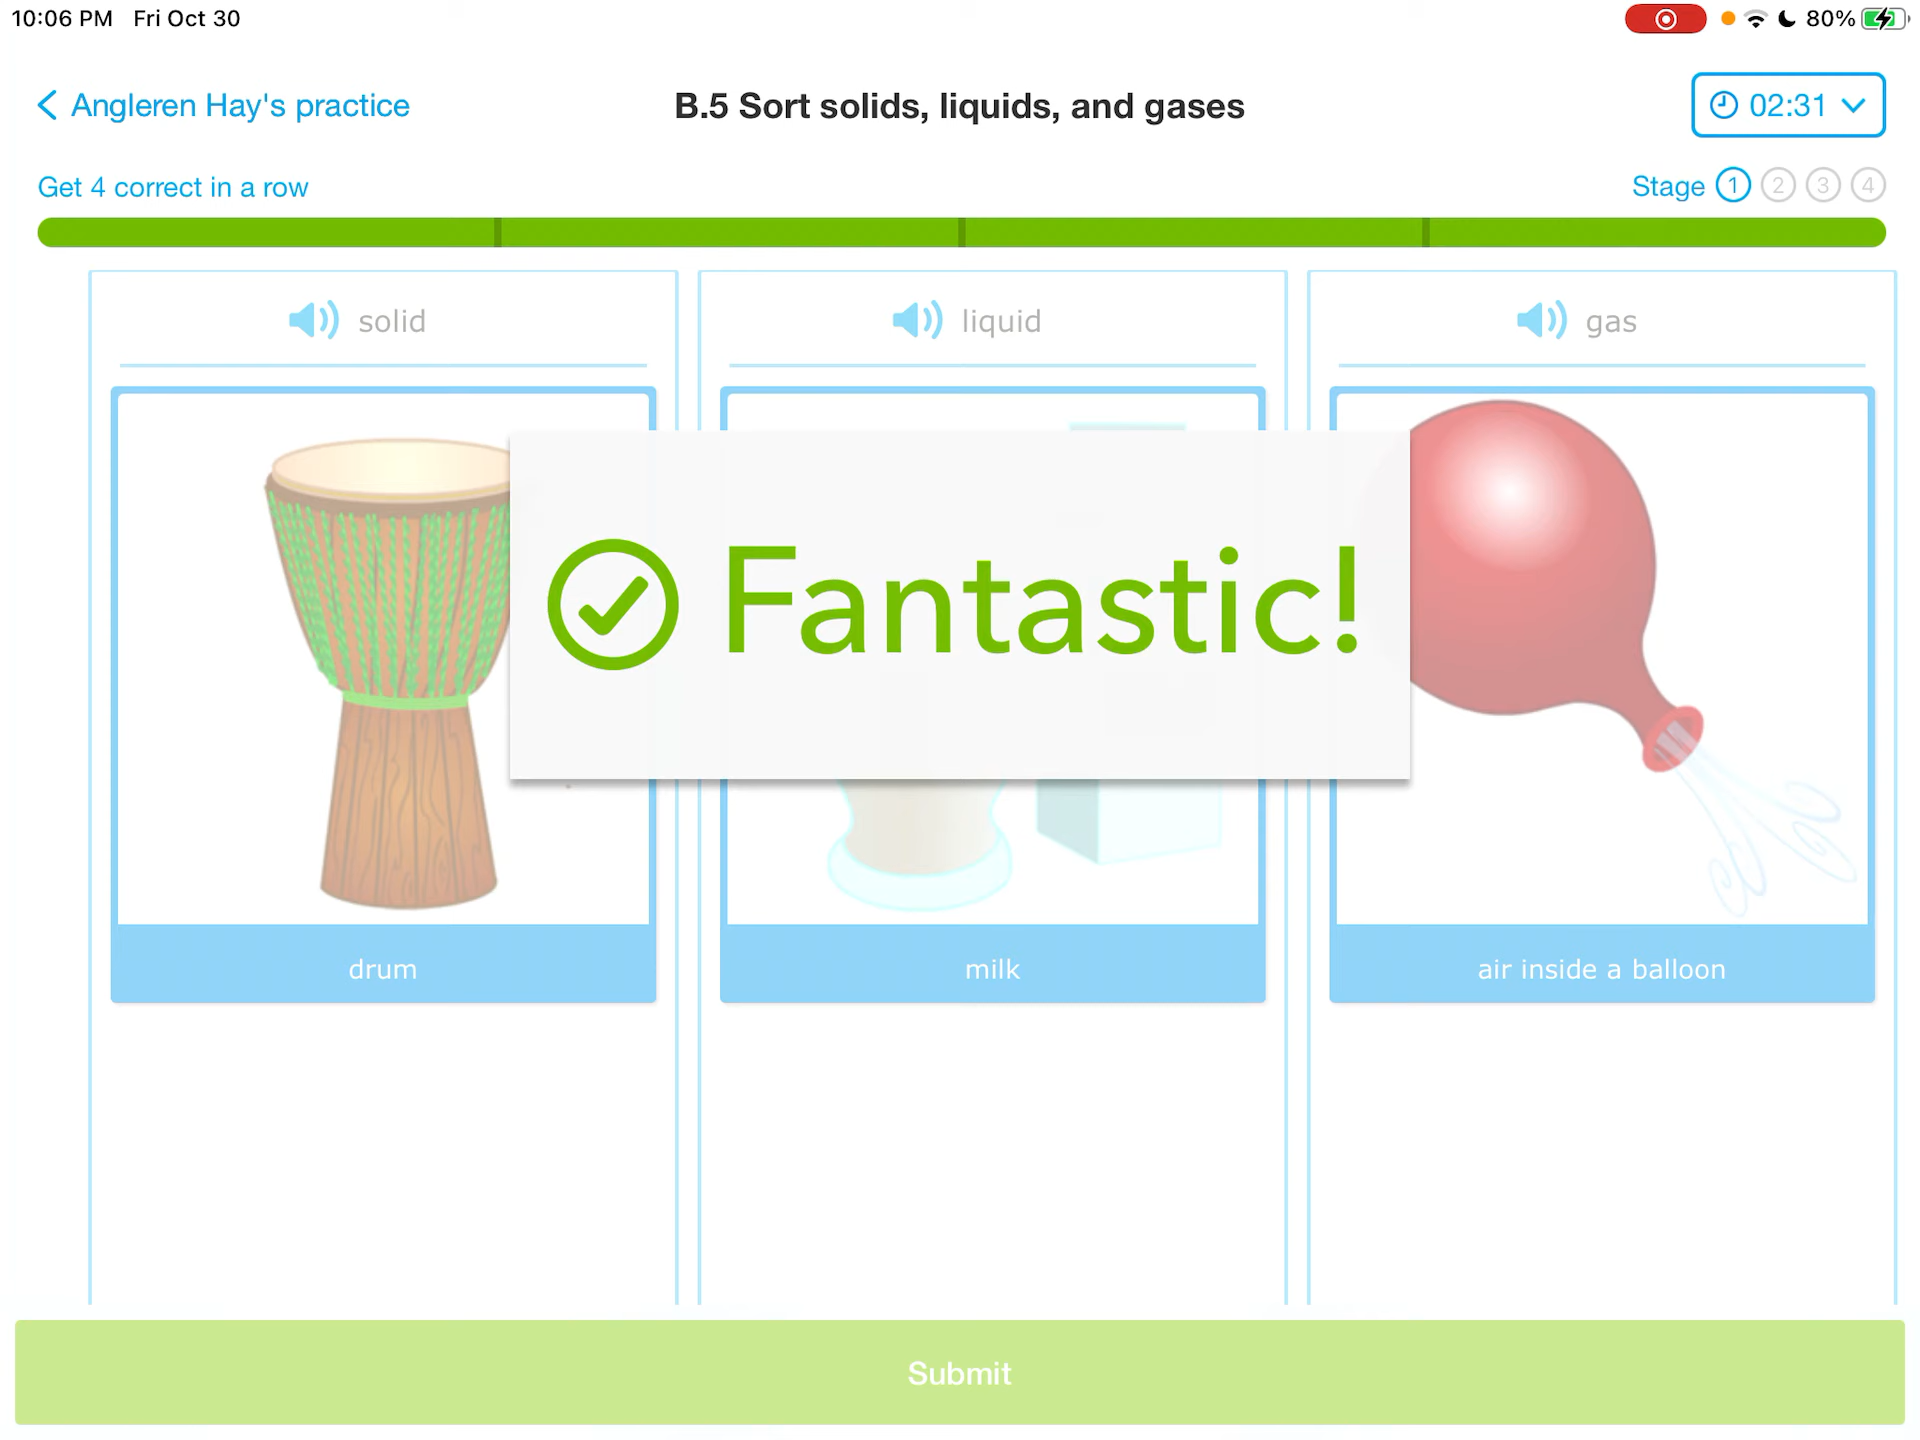 10:06 PM Fri Oct 30
80%
Angleren Hay's practice
B.5 Sort solids, liquids, and gases
02:31
Get 4 correct in a row
Stage 1 2 3 4
solid
liquid
gas
Fantastic!
drum
milk
air inside a balloon
Submit